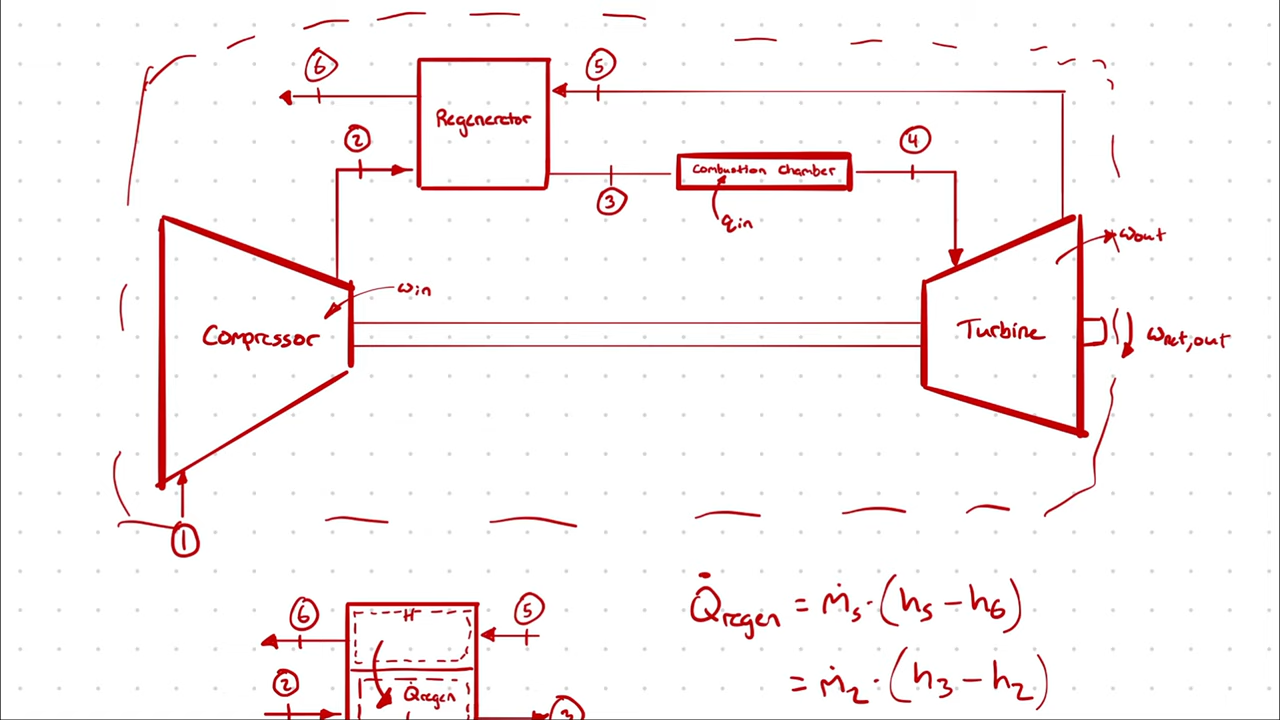 6
5
Regenerator
2
4
Combustion Chamber
3
qin
wout
win
Compressor
Turbine
wnet,out
1
6
H
5
Q̇regen = ṁ5·(h5 − h6)
2
Q̇regen
= ṁ2·(h3 − h2)
3